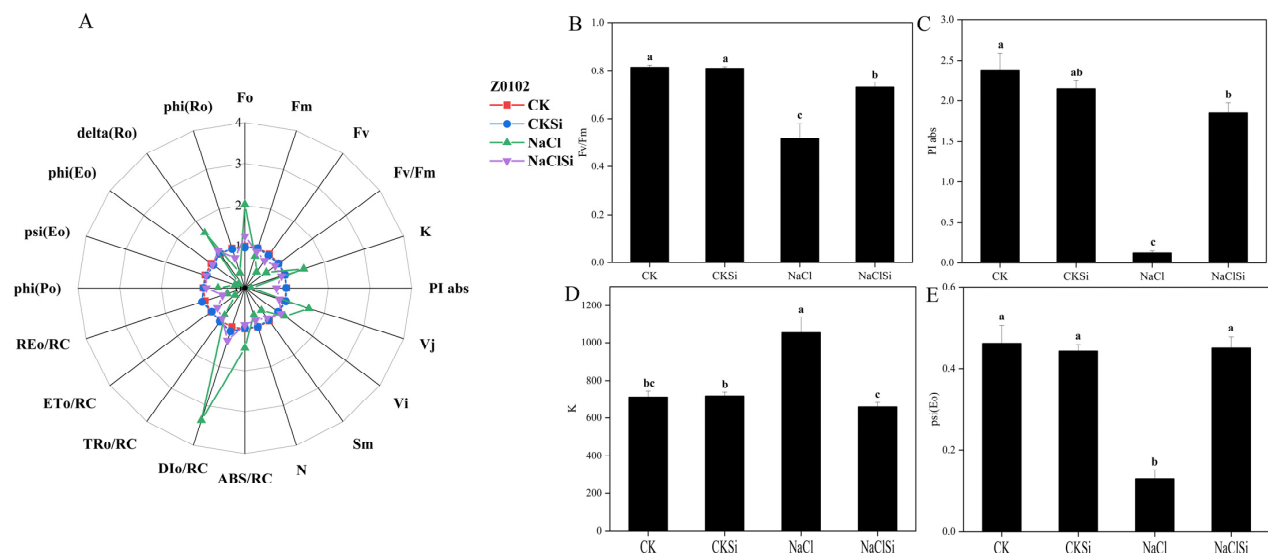 A
Fo
Fm
Fv
Fv/Fm
K
PI abs
Vj
Vi
Sm
N
ABS/RC
DIo/RC
TRo/RC
ETo/RC
REo/RC
phi(Po)
psi(Eo)
phi(Eo)
delta(Ro)
phi(Ro)
4
3
2
Z0102
CK
CKSi
NaCl
NaClSi
B
Fv/Fm
1.0
0.8
0.6
0.4
0.2
0.0
a
a
c
b
CK
CKSi
NaCl
NaClSi
C
PI abs
3.0
2.5
2.0
1.5
1.0
0.5
0.0
a
ab
c
b
CK
CKSi
NaCl
NaClSi
D
K
1200
1000
800
600
400
200
0
bc
b
a
c
CK
CKSi
NaCl
NaClSi
E
psi(Eo)
0.6
0.4
0.2
0.0
a
a
b
a
CK
CKSi
NaCl
NaClSi